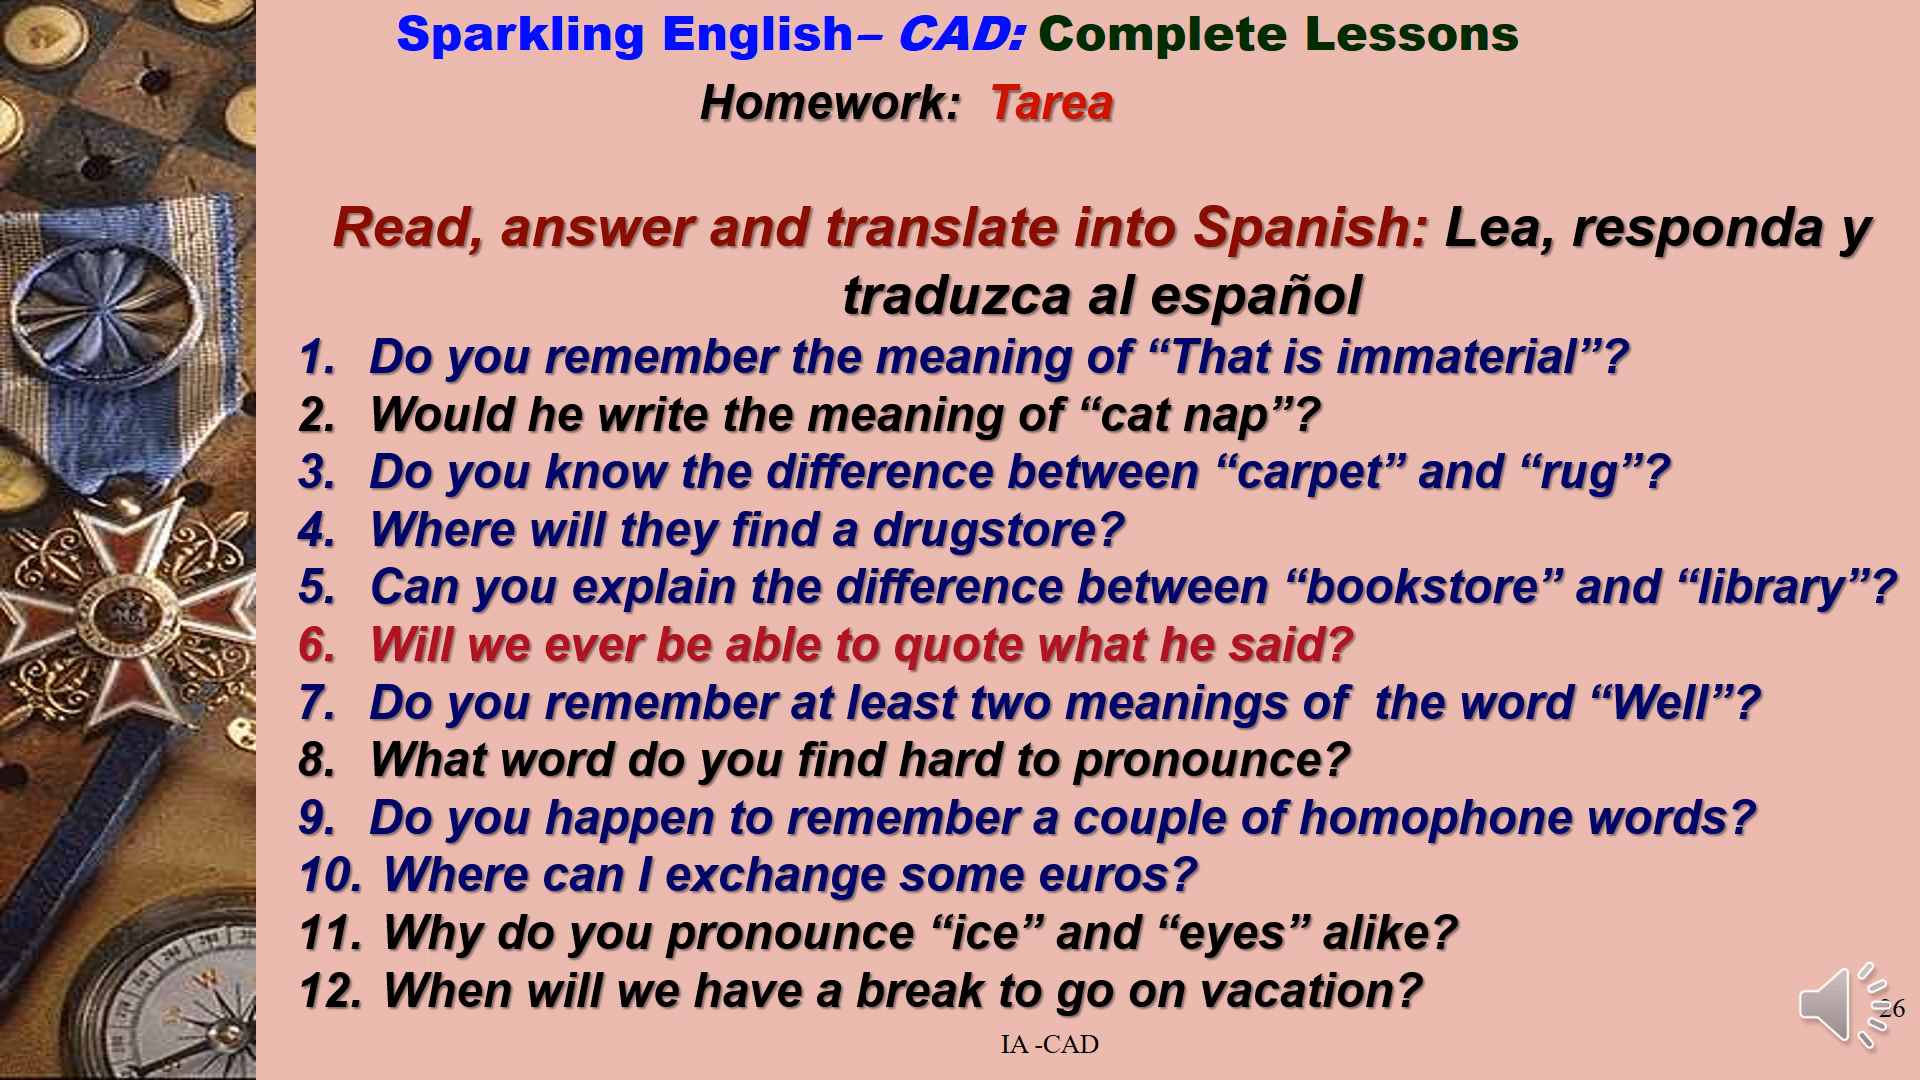 Sparkling English– CAD: Complete Lessons
Homework: Tarea
Read, answer and translate into Spanish: Lea, responda y
traduzca al español
1. Do you remember the meaning of “That is immaterial”?
2. Would he write the meaning of “cat nap”?
3. Do you know the difference between “carpet” and “rug”?
4. Where will they find a drugstore?
5. Can you explain the difference between “bookstore” and “library”?
6. Will we ever be able to quote what he said?
7. Do you remember at least two meanings of the word “Well”?
8. What word do you find hard to pronounce?
9. Do you happen to remember a couple of homophone words?
10. Where can I exchange some euros?
11. Why do you pronounce “ice” and “eyes” alike?
12. When will we have a break to go on vacation?
26
IA -CAD